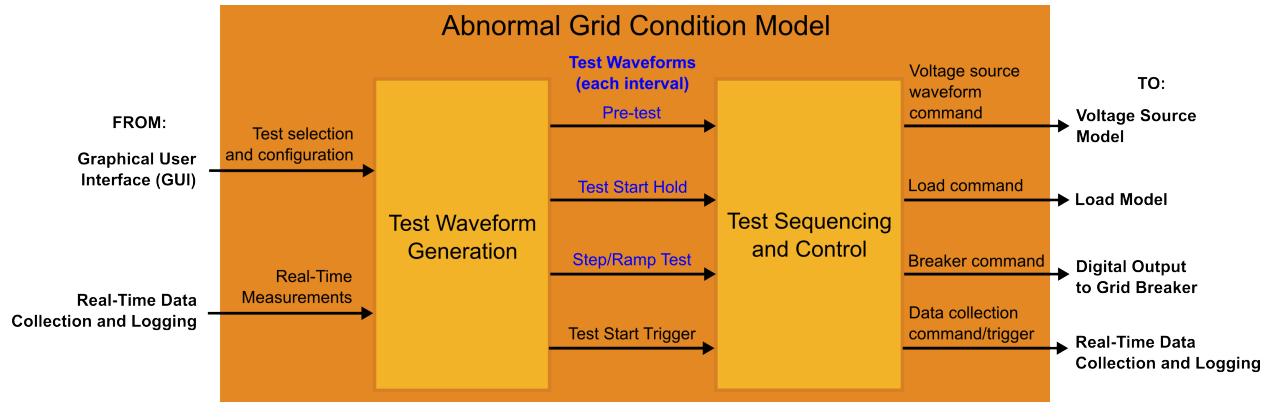 Abnormal Grid Condition Model
FROM:
Graphical User
Interface (GUI)
Real-Time Data
Collection and Logging
Test selection
and configuration
Real-Time
Measurements
Test Waveform
Generation
Test Waveforms
(each interval)
Pre-test
Test Start Hold
Step/Ramp Test
Test Start Trigger
Test Sequencing
and Control
Voltage source
waveform
command
Load command
Breaker command
Data collection
command/trigger
TO:
Voltage Source
Model
Load Model
Digital Output
to Grid Breaker
Real-Time Data
Collection and Logging